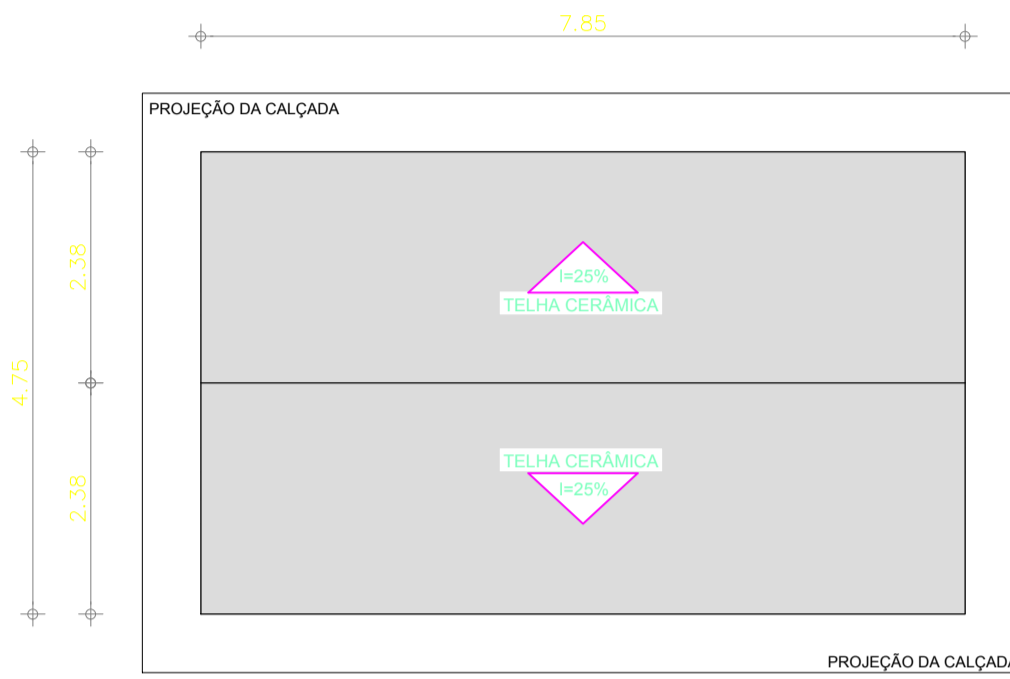 7.85
PROJEÇÃO DA CALÇADA
2.38
I=25%
TELHA CERÂMICA
4.75
TELHA CERÂMICA
I=25%
2.38
PROJEÇÃO DA CALÇADA